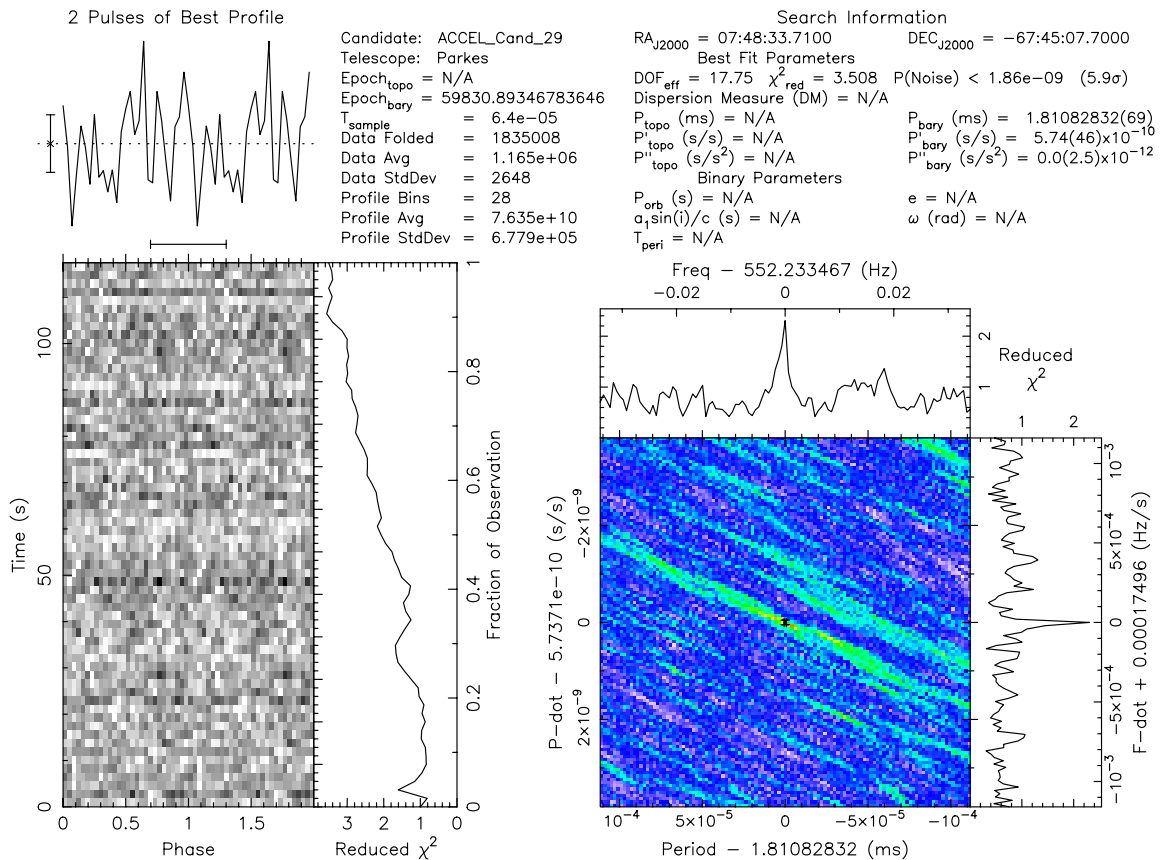 2 Pulses of Best Profile
Search Information
Candidate: ACCEL_Cand_29
Telescope: Parkes
Epoch_topo = N/A
Epoch_bary = 59830.89346783646
T_sample = 6.4e−05
Data Folded = 1835008
Data Avg = 1.165e+06
Data StdDev = 2648
Profile Bins = 28
Profile Avg = 7.635e+10
Profile StdDev = 6.779e+05
RA_J2000 = 07:48:33.7100 DEC_J2000 = −67:45:07.7000
Best Fit Parameters
DOF_eff = 17.75 χ²_red = 3.508 P(Noise) < 1.86e−09 (5.9σ)
Dispersion Measure (DM) = N/A
P_topo (ms) = N/A P_bary (ms) = 1.81082832(69)
P'_topo (s/s) = N/A P'_bary (s/s) = 5.74(46)x10⁻¹⁰
P''_topo (s/s²) = N/A P''_bary (s/s²) = 0.0(2.5)x10⁻¹²
Binary Parameters
P_orb (s) = N/A e = N/A
a₁sin(i)/c (s) = N/A ω (rad) = N/A
T_peri = N/A
0 50 100
Time (s)
0 0.5 1 1.5
Phase
3 2 1 0
Reduced χ²
0 0.2 0.4 0.6 0.8 1
Fraction of Observation
Freq − 552.233467 (Hz)
−0.02 0 0.02
1 2
Reduced
χ²
1 2
P−dot − 5.7371e−10 (s/s)
−2×10⁻⁹ 0 2×10⁻⁹
10⁻⁴ 5×10⁻⁵ 0 −5×10⁻⁵ −10⁻⁴
Period − 1.81082832 (ms)
10⁻³ 5×10⁻⁴ 0 −5×10⁻⁴ −10⁻³
F−dot + 0.00017496 (Hz/s)